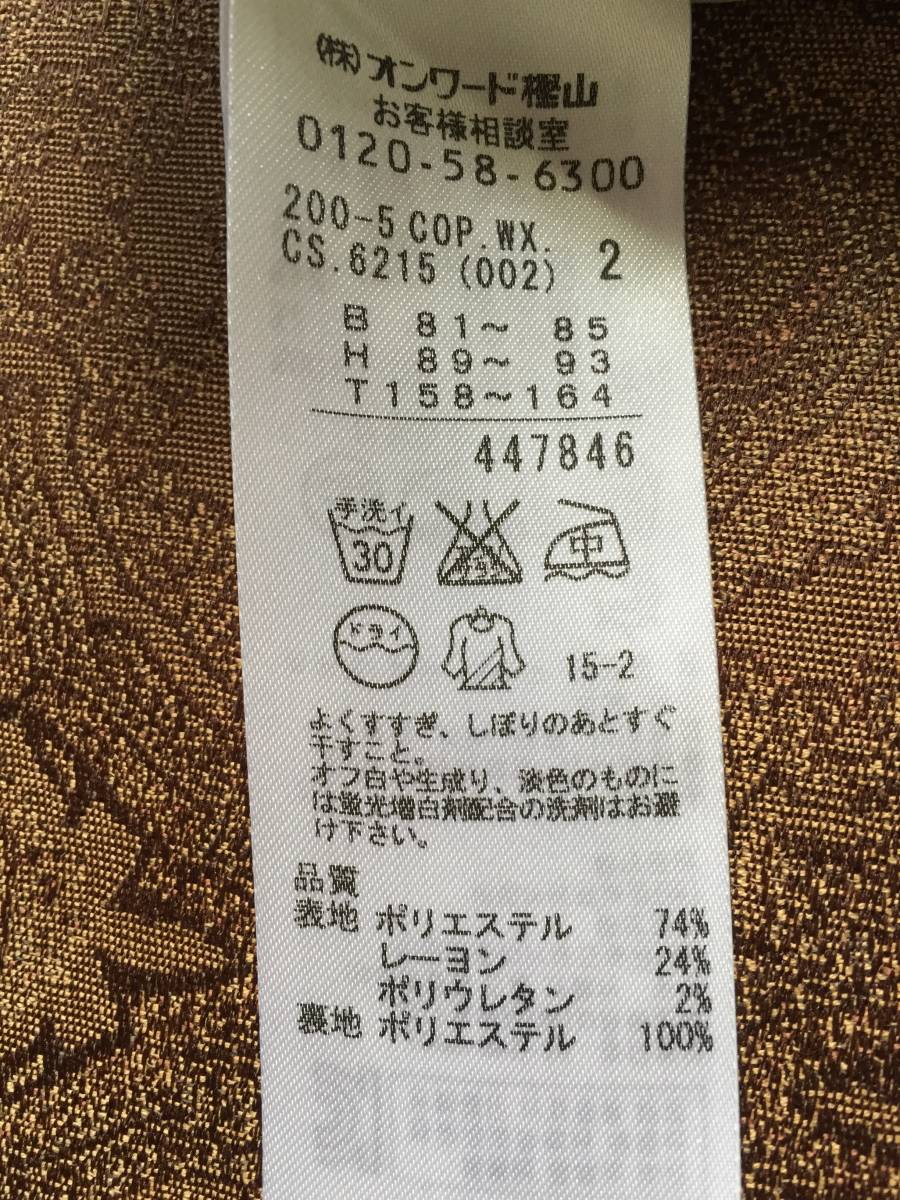 (株)オンワード樫山
お客様相談室
0120-58-6300
200-5 COP.WX.
CS.6215 (002) 2
B 81~ 85
H 89~ 93
T 158~164
447846
手洗イ
30
中
ドライ
15-2
よくすすぎ、しぼりのあとすぐ
干すこと。
オフ白や生成り、淡色のものに
は蛍光増白剤配合の洗剤はお避
け下さい。
品質
表地 ポリエステル 74%
レーヨン 24%
ポリウレタン 2%
裏地 ポリエステル 100%